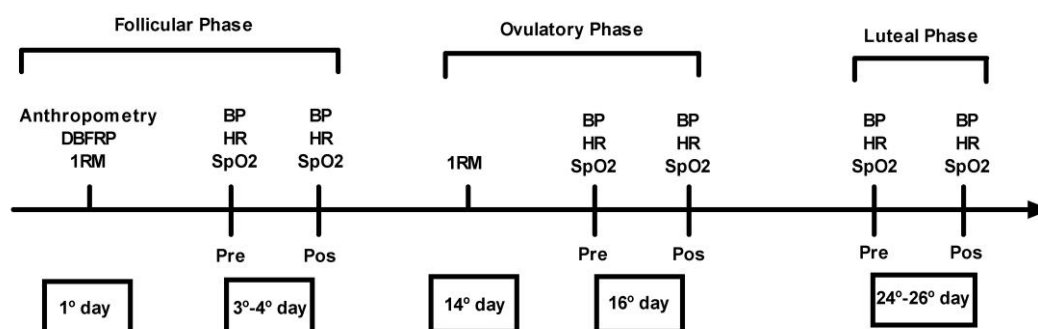 Follicular Phase
Ovulatory Phase
Luteal Phase
Anthropometry
DBFRP
1RM
BP
HR
SpO2
BP
HR
SpO2
1RM
BP
HR
SpO2
BP
HR
SpO2
BP
HR
SpO2
BP
HR
SpO2
Pre
Pos
Pre
Pos
Pre
Pos
1º day
3º-4º day
14º day
16º day
24º-26º day